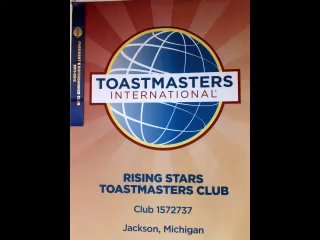 TOASTMASTERS
INTERNATIONAL®
RISING STARS
TOASTMASTERS CLUB
Club 1572737
Jackson, Michigan